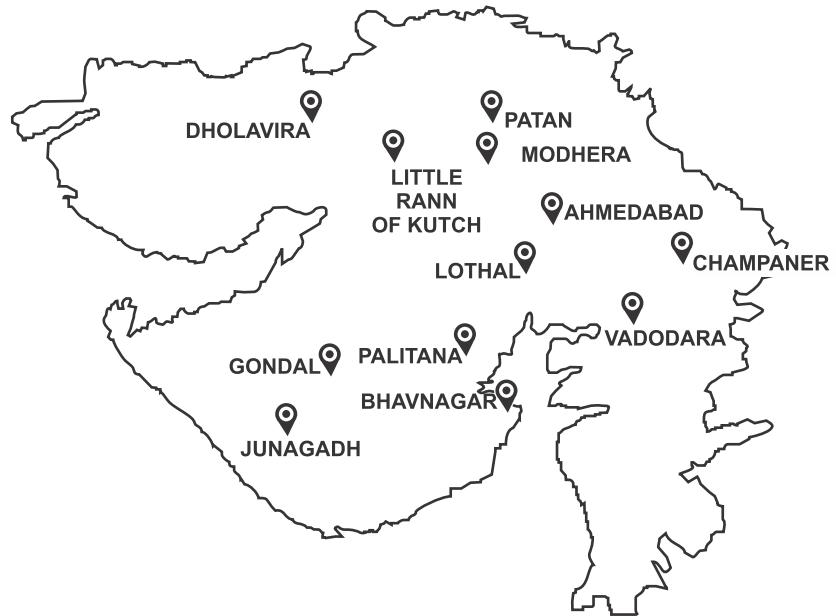 PATAN
DHOLAVIRA
MODHERA
LITTLE
RANN
OF KUTCH
AHMEDABAD
CHAMPANER
LOTHAL
VADODARA
PALITANA
GONDAL
BHAVNAGAR
JUNAGADH